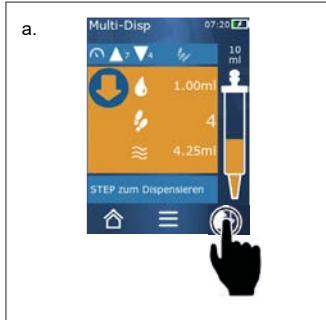 a.
Multi-Disp 07:20
7 4 10 ml
1.00ml
4
4.25ml
STEP zum Dispensieren